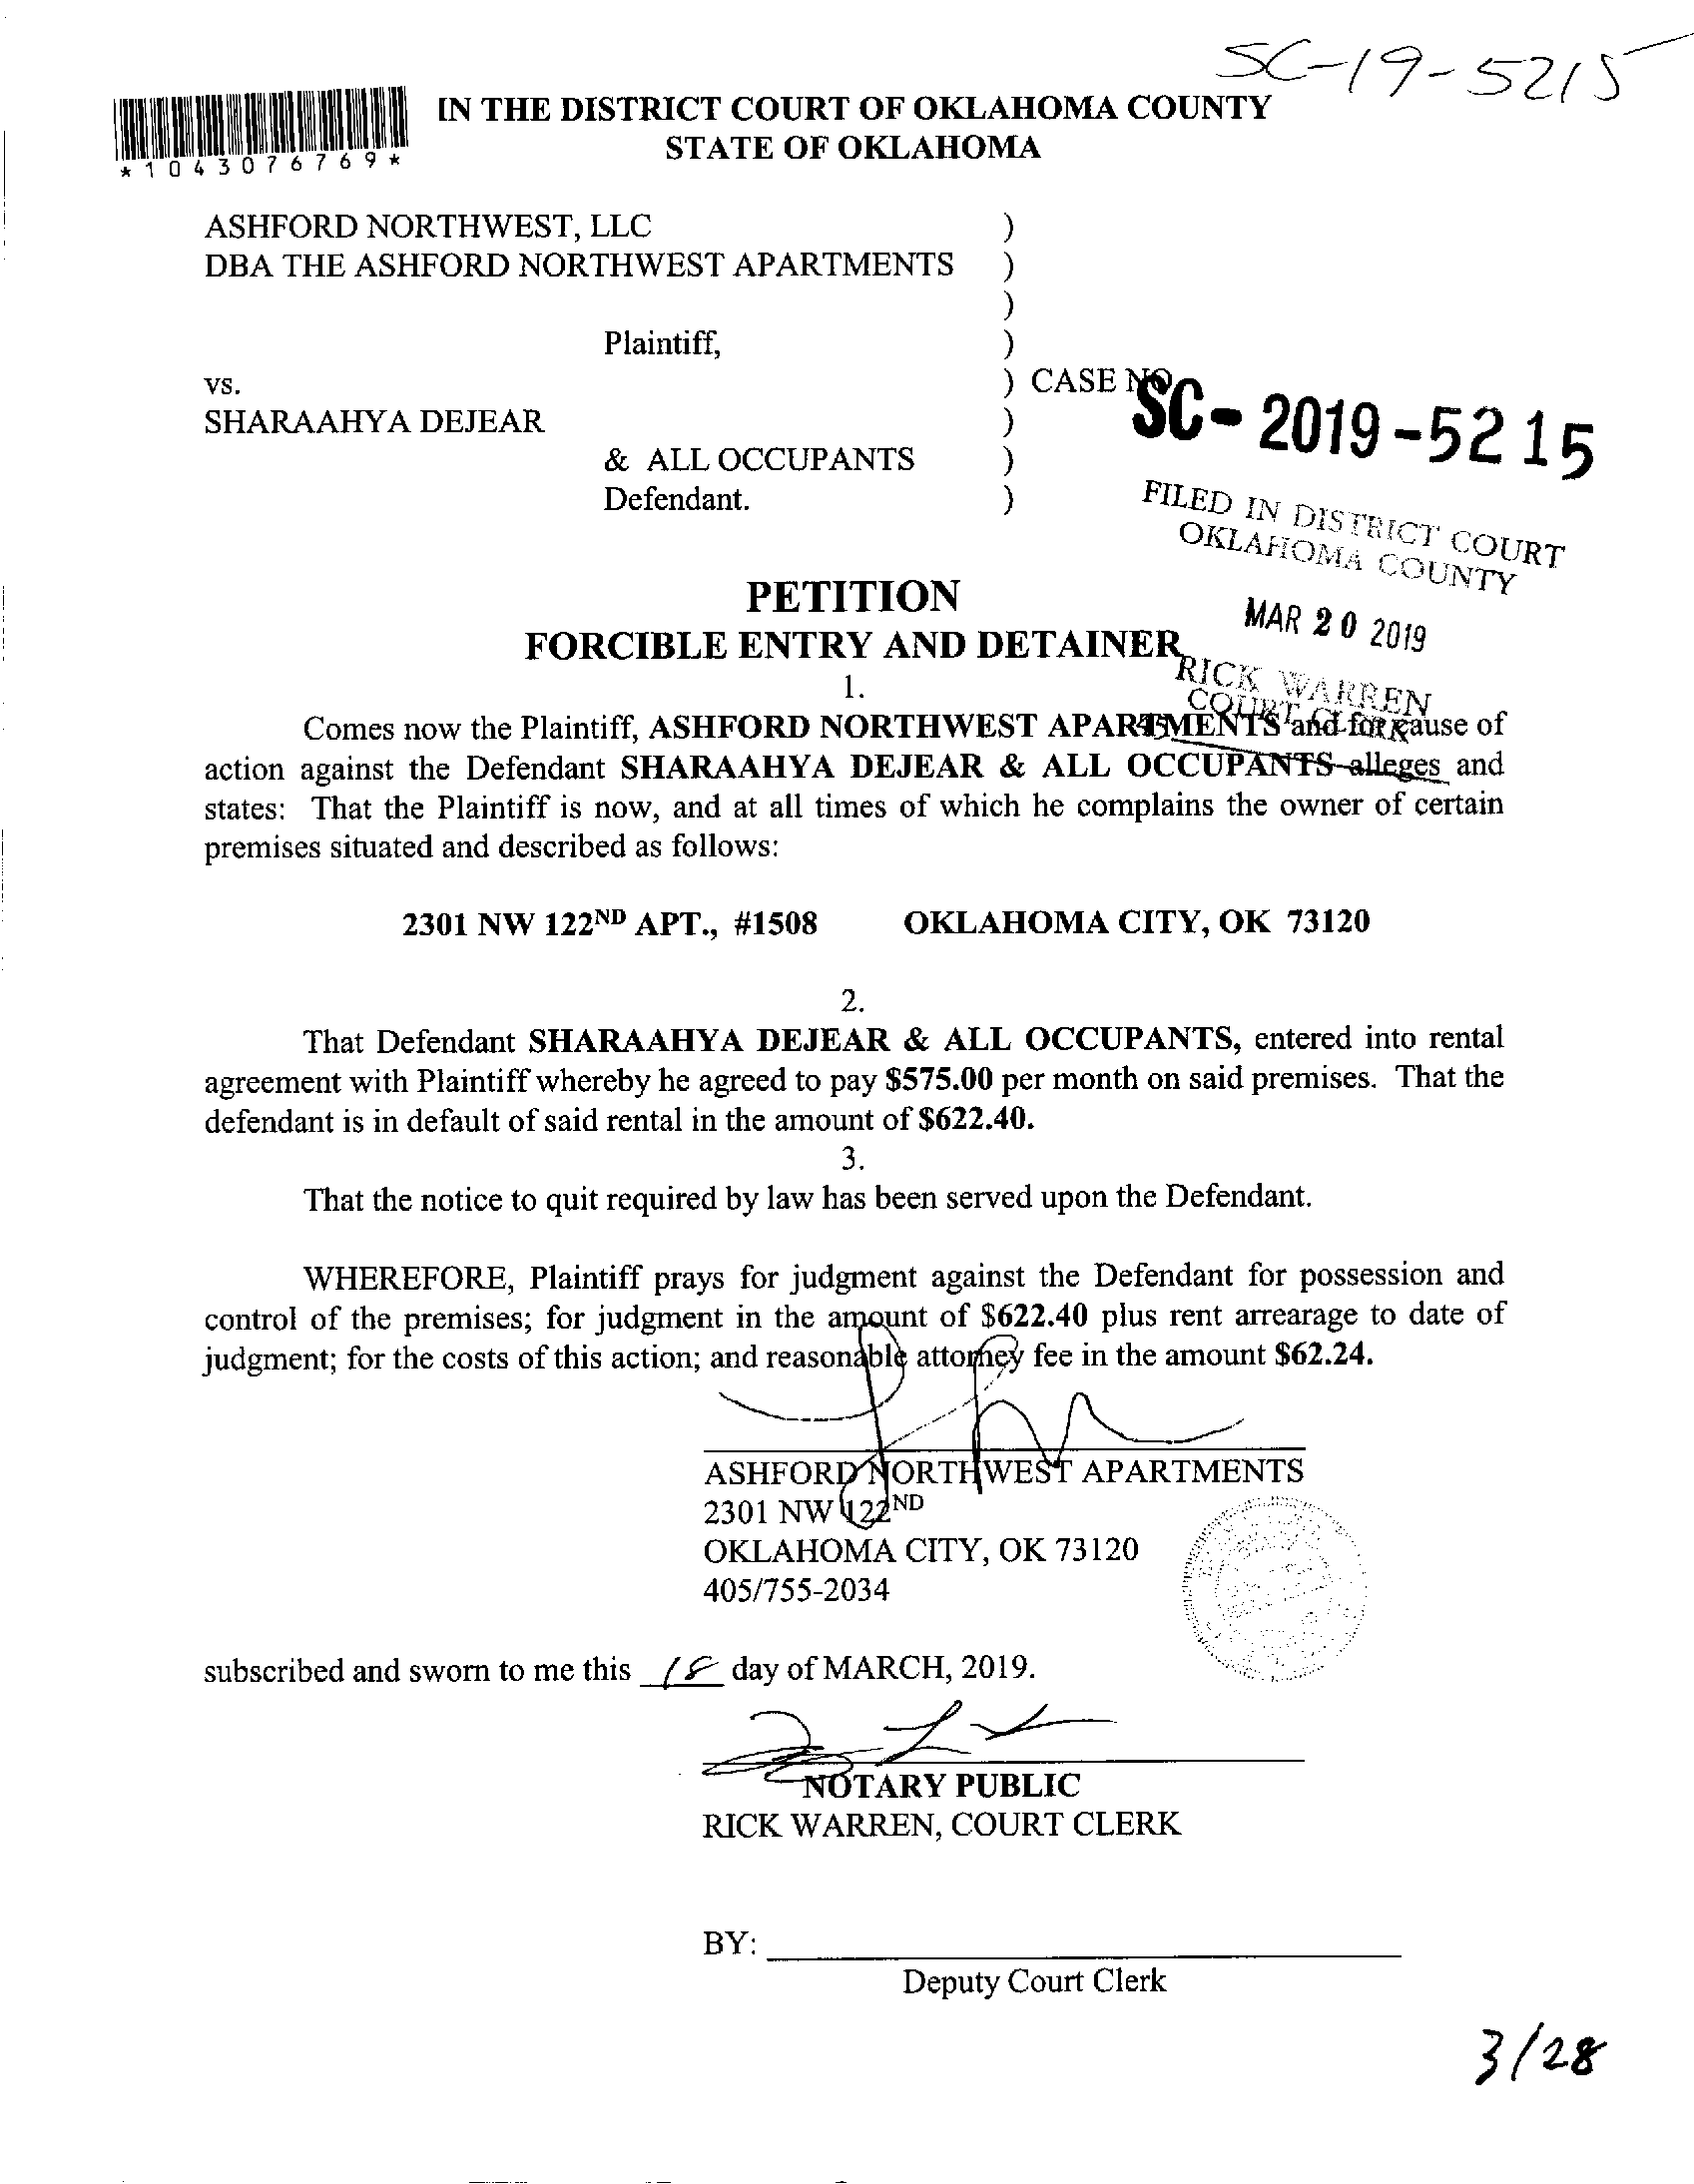 SC-19-5215
*1043076769*
IN THE DISTRICT COURT OF OKLAHOMA COUNTY
STATE OF OKLAHOMA
ASHFORD NORTHWEST, LLC )
DBA THE ASHFORD NORTHWEST APARTMENTS )
)
Plaintiff, )
vs. ) CASE NO.
SC-2019-5215
SHARAAHYA DEJEAR )
& ALL OCCUPANTS )
Defendant. )
FILED IN DISTRICT COURT
OKLAHOMA COUNTY
MAR 20 2019
RICK WARREN
COURT CLERK
45
PETITION
FORCIBLE ENTRY AND DETAINER
1.
Comes now the Plaintiff, ASHFORD NORTHWEST APARTMENTS and for cause of
action against the Defendant SHARAAHYA DEJEAR & ALL OCCUPANTS alleges and
states: That the Plaintiff is now, and at all times of which he complains the owner of certain
premises situated and described as follows:
2301 NW 122ND APT., #1508 OKLAHOMA CITY, OK 73120
2.
That Defendant SHARAAHYA DEJEAR & ALL OCCUPANTS, entered into rental
agreement with Plaintiff whereby he agreed to pay $575.00 per month on said premises. That the
defendant is in default of said rental in the amount of $622.40.
3.
That the notice to quit required by law has been served upon the Defendant.
WHEREFORE, Plaintiff prays for judgment against the Defendant for possession and
control of the premises; for judgment in the amount of $622.40 plus rent arrearage to date of
judgment; for the costs of this action; and reasonable attorney fee in the amount $62.24.
ASHFORD NORTHWEST APARTMENTS
2301 NW 122ND
OKLAHOMA CITY, OK 73120
405/755-2034
subscribed and sworn to me this 18 day of MARCH, 2019.
NOTARY PUBLIC
RICK WARREN, COURT CLERK
BY:
Deputy Court Clerk
3/28